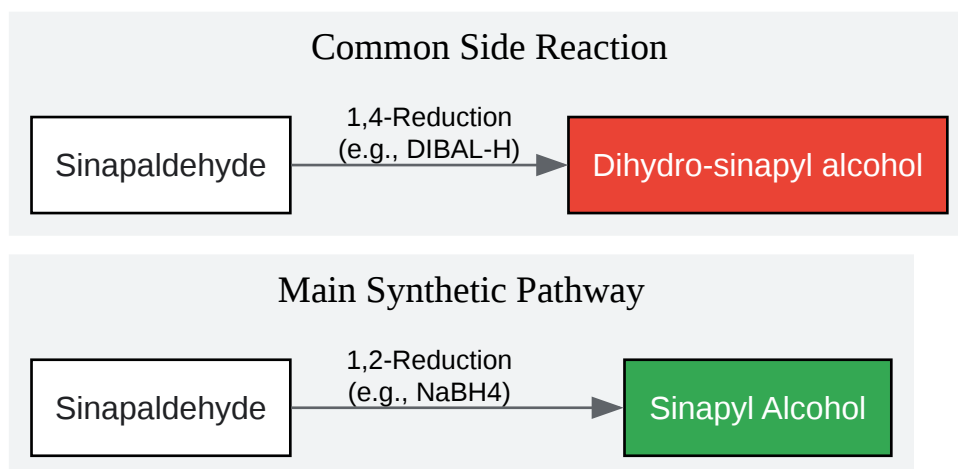 Common Side Reaction
1,4-Reduction
(e.g., DIBAL-H)
Sinapaldehyde
Dihydro-sinapyl alcohol
Main Synthetic Pathway
1,2-Reduction
(e.g., NaBH4)
Sinapaldehyde
Sinapyl Alcohol